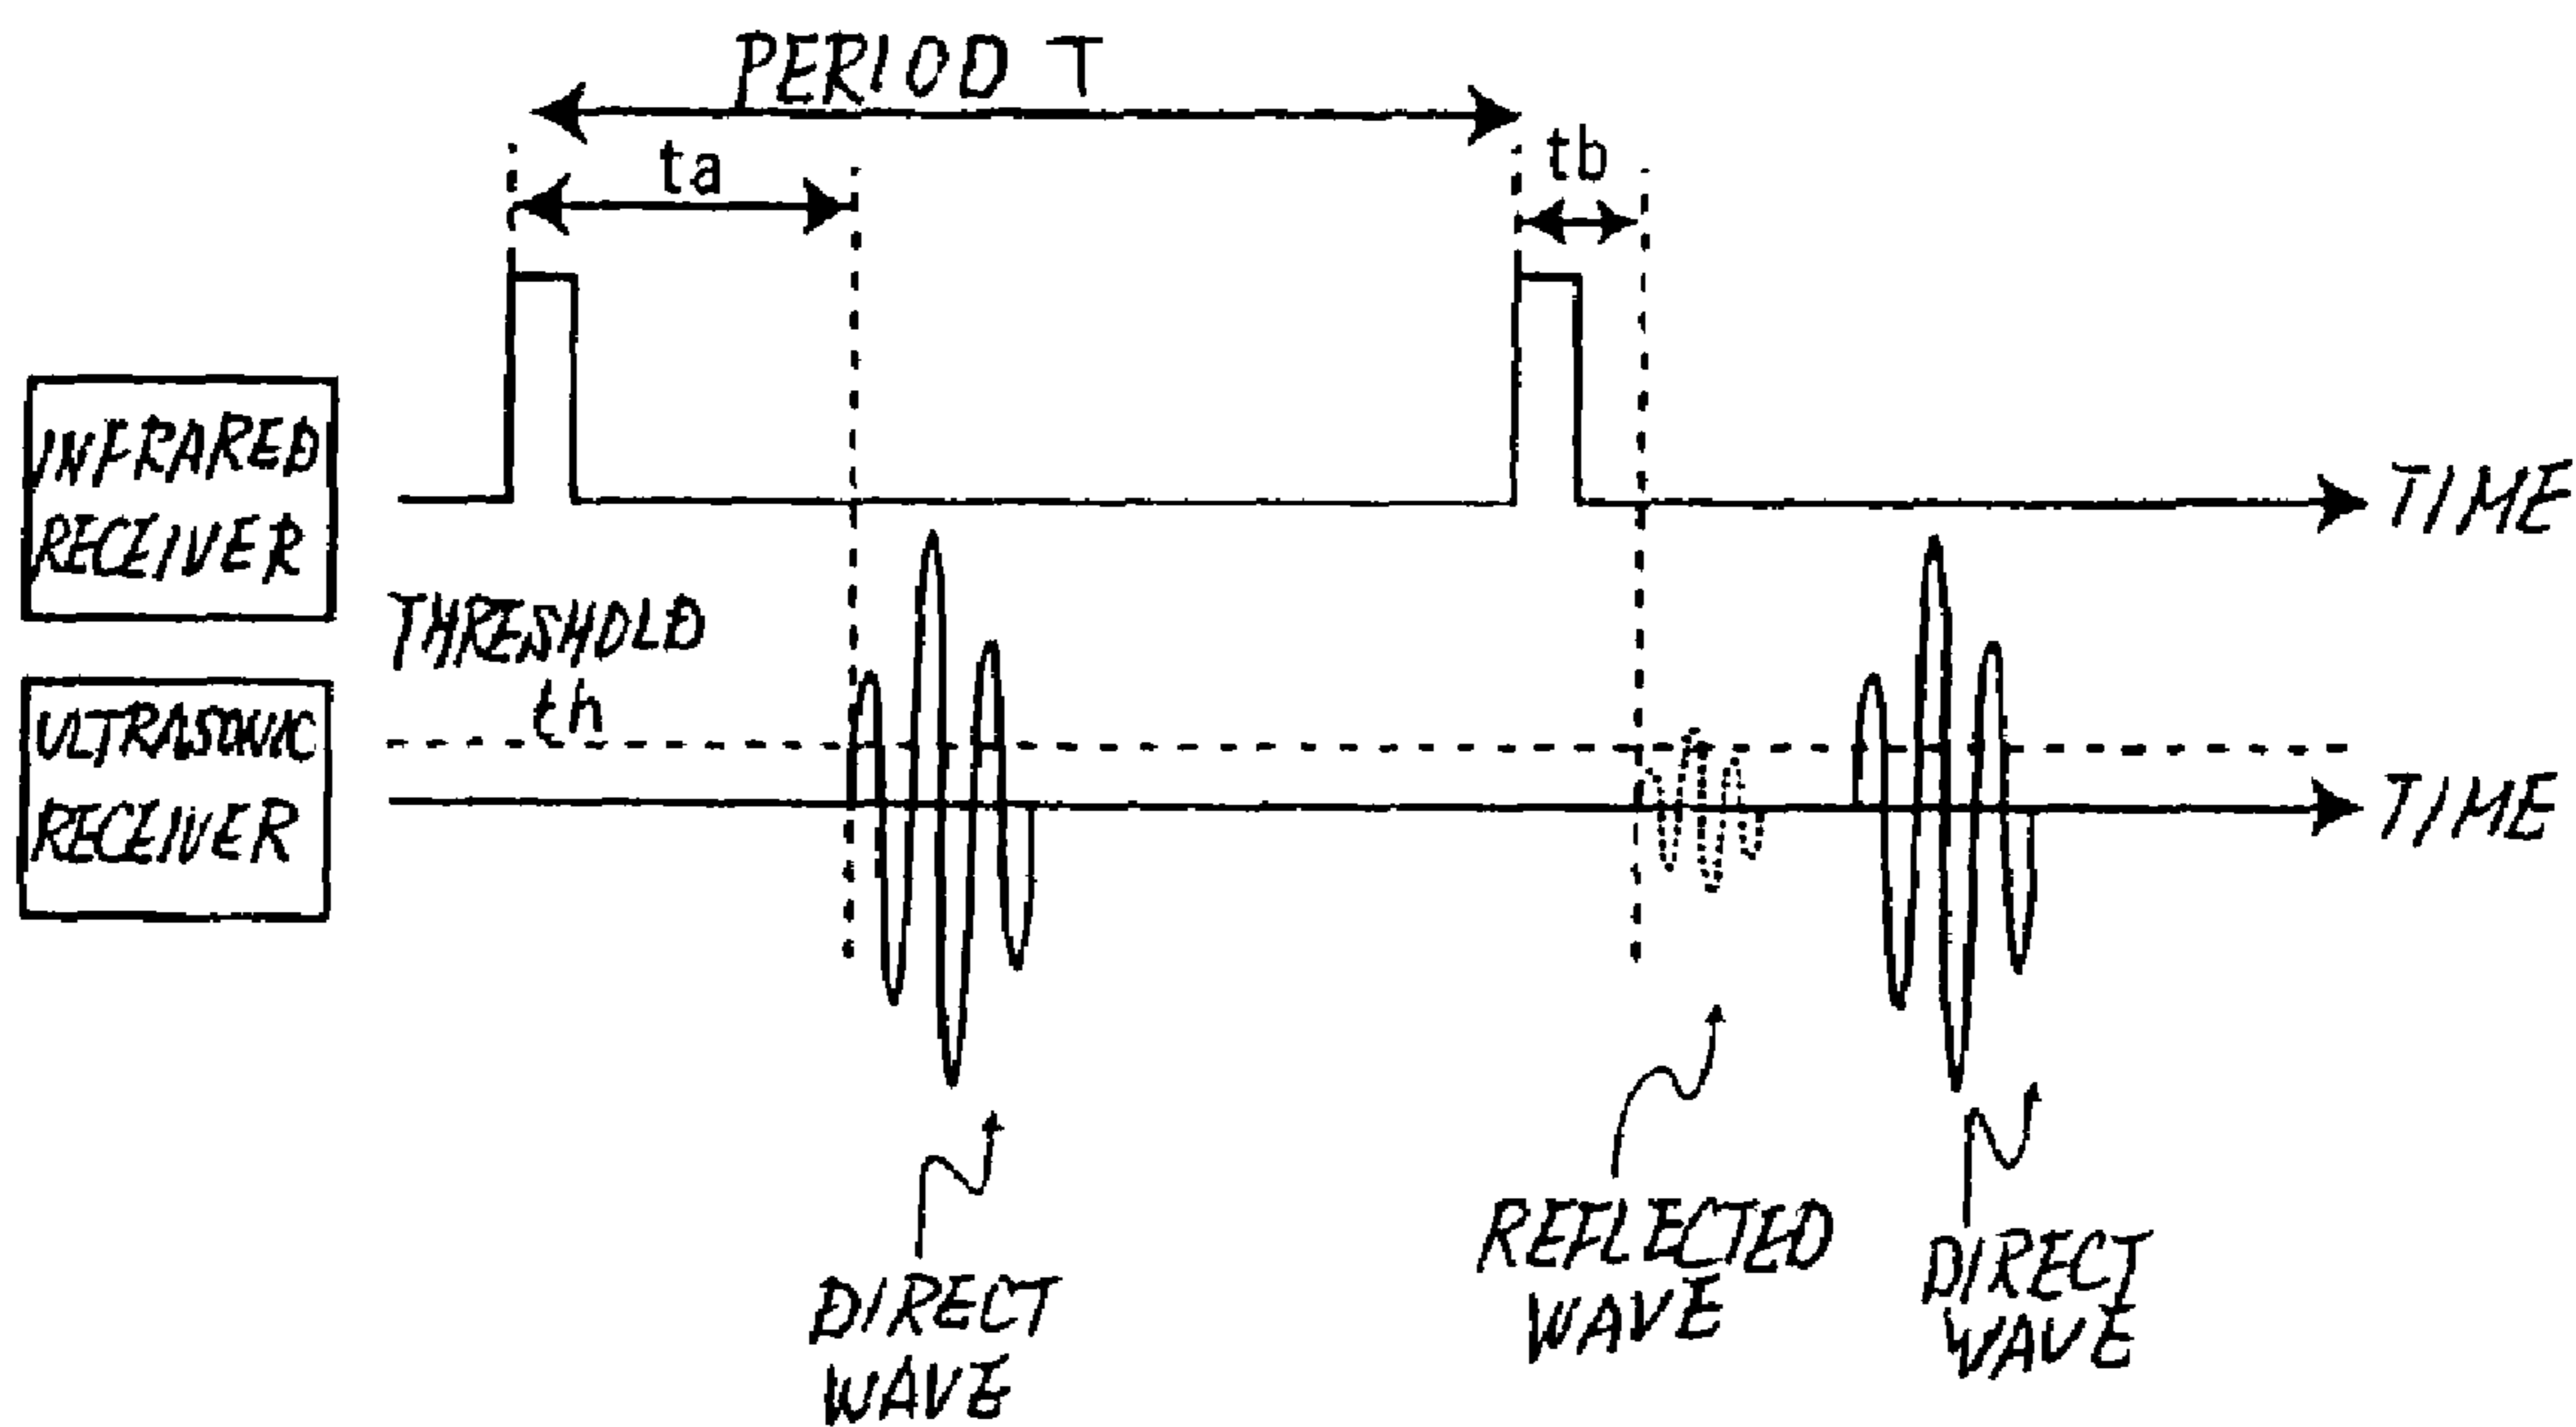 PERIOD T
ta
tb
INFRARED
RECEIVER
TIME
THRESHOLD
th
ULTRASONIC
RECEIVER
TIME
REFLECTED
WAVE
DIRECT
WAVE
DIRECT
WAVE